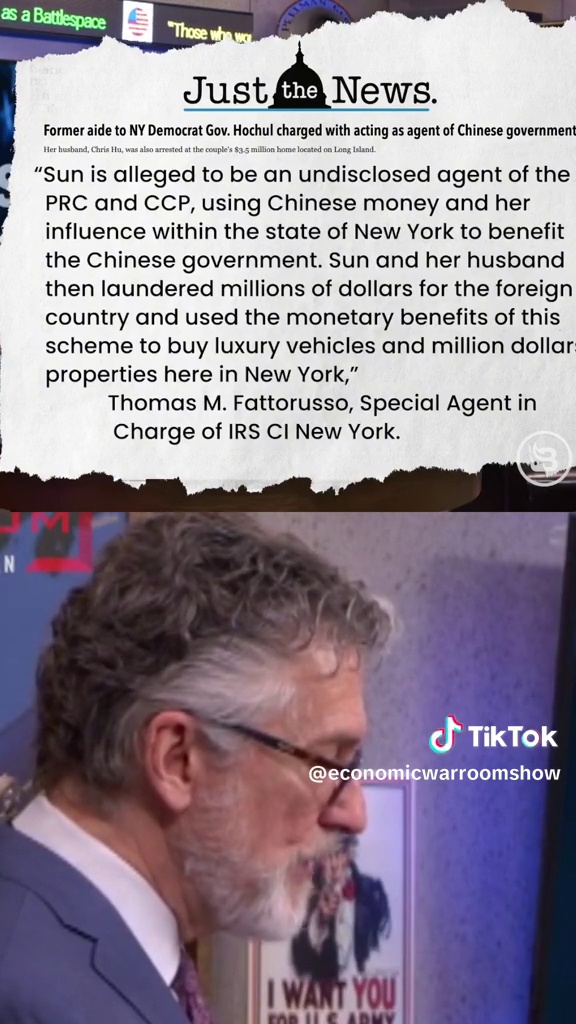 as a Battlespace
"Those who wo
Just the News.
Former aide to NY Democrat Gov. Hochul charged with acting as agent of Chinese government
Her husband, Chris Hu, was also arrested at the couple's $3.5 million home located on Long Island.
“Sun is alleged to be an undisclosed agent of the
PRC and CCP, using Chinese money and her
influence within the state of New York to benefit
the Chinese government. Sun and her husband
then laundered millions of dollars for the foreign
country and used the monetary benefits of this
scheme to buy luxury vehicles and million dollar
properties here in New York,”
Thomas M. Fattorusso, Special Agent in
Charge of IRS CI New York.
N
TikTok
@economicwarroomshow
I WANT YOU
FOR U.S. ARMY